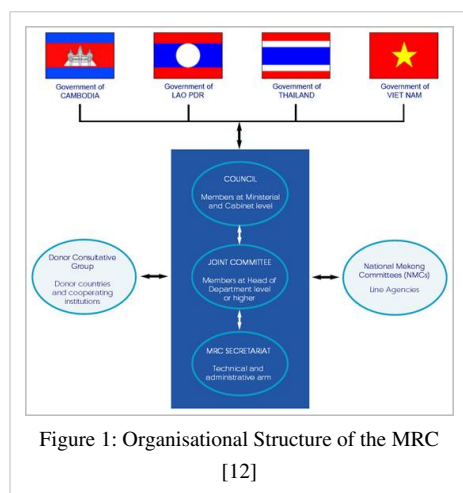 Government of
CAMBODIA
Government of
LAO PDR
Government of
THAILAND
Government of
VIET NAM
COUNCIL
Members at Ministerial
and Cabinet level
Donor Consultative
Group
Donor countries
and cooperating
institutions
JOINT COMMITTEE
Members at Head of
Department level
or higher
National Mekong
Committees (NMCs)
Line Agencies
MRC SECRETARIAT
Technical and
administrative arm
Figure 1: Organisational Structure of the MRC
[12]